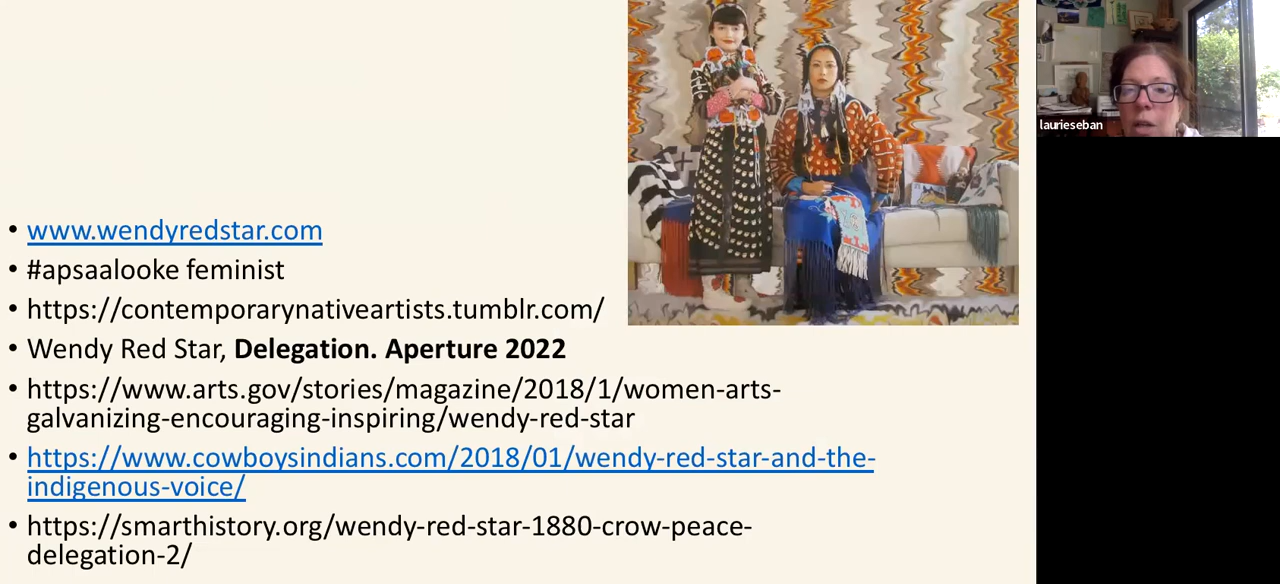 laurieseban
• www.wendyredstar.com
• #apsaalooke feminist
• https://contemporarynativeartists.tumblr.com/
• Wendy Red Star, Delegation. Aperture 2022
• https://www.arts.gov/stories/magazine/2018/1/women-arts-
galvanizing-encouraging-inspiring/wendy-red-star
• https://www.cowboysindians.com/2018/01/wendy-red-star-and-the-
indigenous-voice/
• https://smarthistory.org/wendy-red-star-1880-crow-peace-
delegation-2/